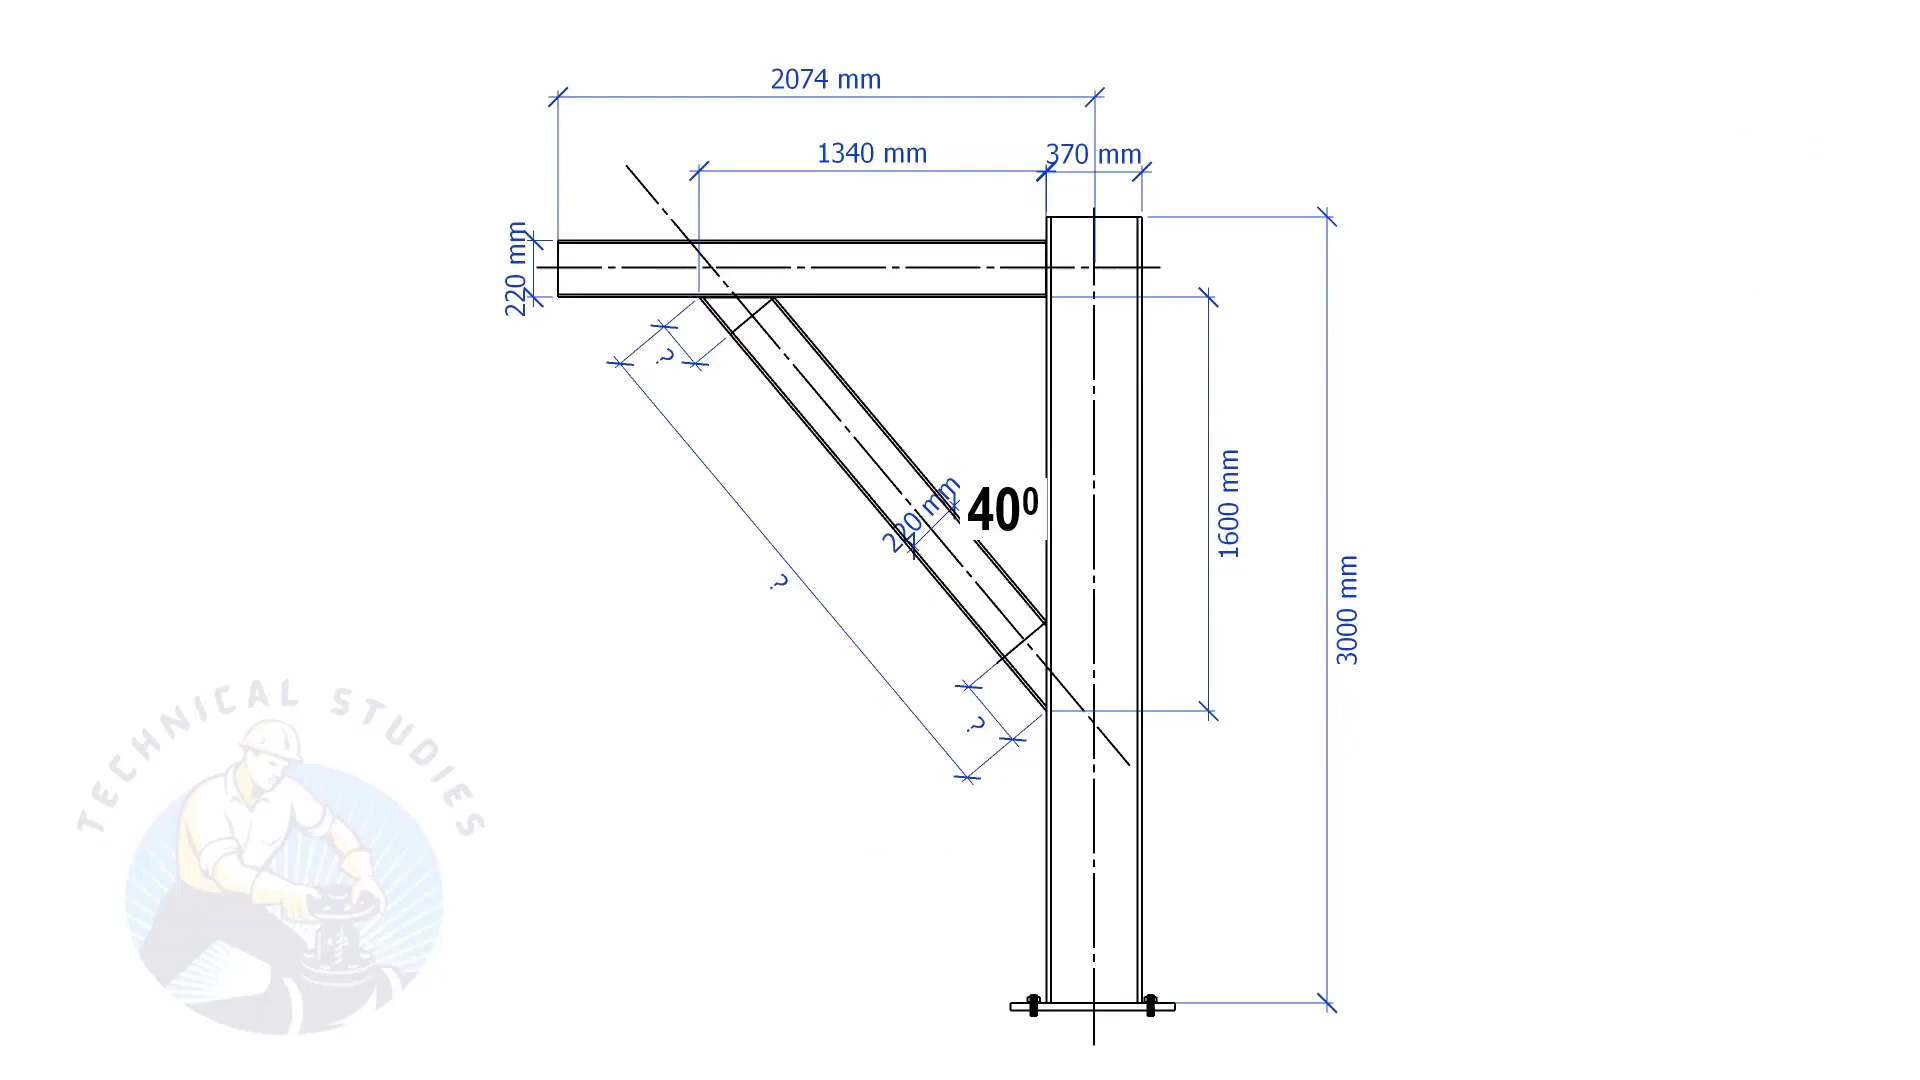 2074 mm
1340 mm
370 mm
220 mm
?
220 mm
40⁰
1600 mm
3000 mm
?
?
TECHNICAL STUDIES